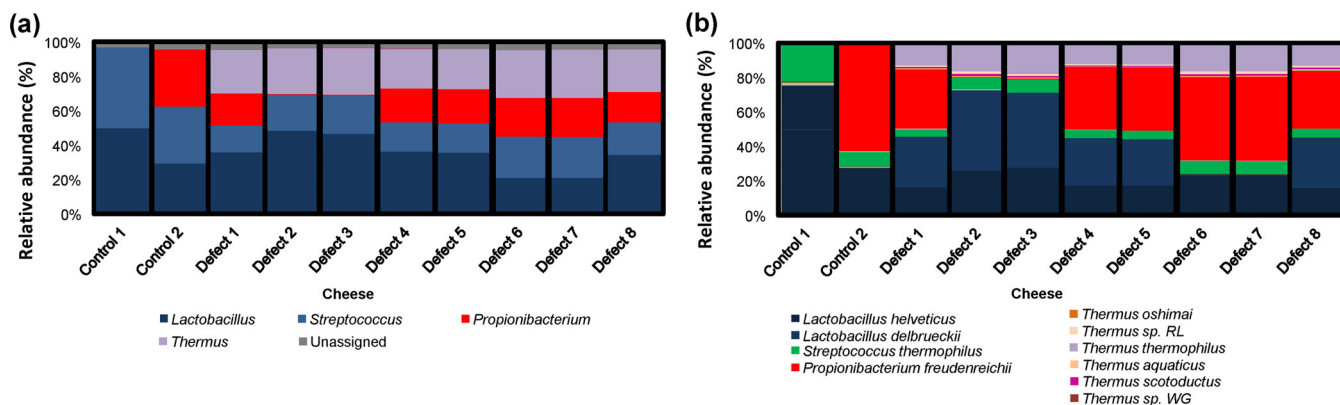 (a)
Relative abundance (%)
100%
80%
60%
40%
20%
0%
Control 1
Control 2
Defect 1
Defect 2
Defect 3
Defect 4
Defect 5
Defect 6
Defect 7
Defect 8
Cheese
Lactobacillus
Streptococcus
Propionibacterium
Thermus
Unassigned
(b)
Relative abundance (%)
100%
80%
60%
40%
20%
0%
Control 1
Control 2
Defect 1
Defect 2
Defect 3
Defect 4
Defect 5
Defect 6
Defect 7
Defect 8
Cheese
Lactobacillus helveticus
Lactobacillus delbrueckii
Streptococcus thermophilus
Propionibacterium freudenreichii
Thermus oshimai
Thermus sp. RL
Thermus thermophilus
Thermus aquaticus
Thermus scotoductus
Thermus sp. WG